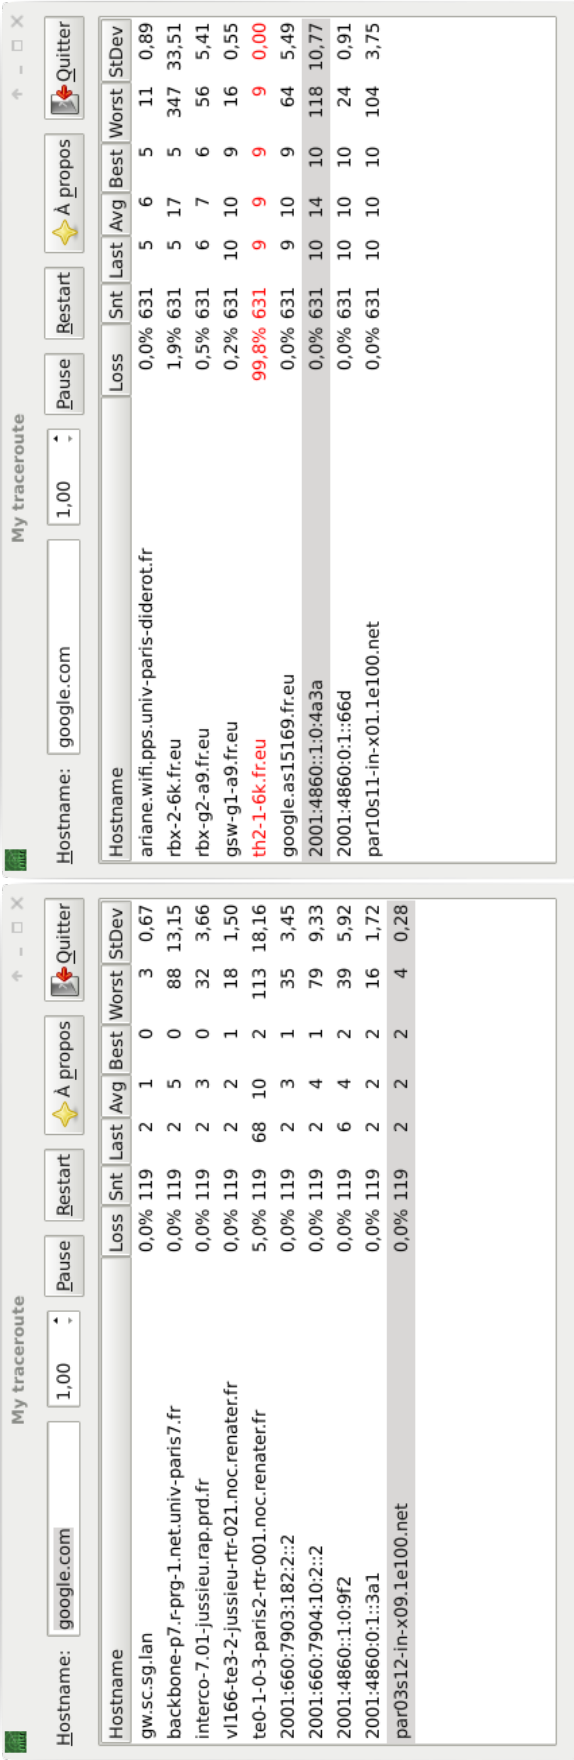 My traceroute
Hostname: google.com 1,00 Pause Restart À propos Quitter
Hostname Loss Snt Last Avg Best Worst StDev
gw.sc.sg.lan 0,0% 119 2 1 0 3 0,67
backbone-p7.r-prg-1.net.univ-paris7.fr 0,0% 119 2 5 0 88 13,15
interco-7.01-jussieu.rap.prd.fr 0,0% 119 2 3 0 32 3,66
vl166-te3-2-jussieu-rtr-021.noc.renater.fr 0,0% 119 2 2 1 18 1,50
te0-1-0-3-paris2-rtr-001.noc.renater.fr 5,0% 119 68 10 2 113 18,16
2001:660:7903:182:2::2 0,0% 119 2 3 1 35 3,45
2001:660:7904:10:2::2 0,0% 119 2 4 1 79 9,33
2001:4860::1:0:9f2 0,0% 119 6 4 2 39 5,92
2001:4860:0:1::3a1 0,0% 119 2 2 2 16 1,72
par03s12-in-x09.1e100.net 0,0% 119 2 2 2 4 0,28
My traceroute
Hostname: google.com 1,00 Pause Restart À propos Quitter
Hostname Loss Snt Last Avg Best Worst StDev
ariane.wifi.pps.univ-paris-diderot.fr 0,0% 631 5 6 5 11 0,89
rbx-2-6k.fr.eu 1,9% 631 5 17 5 347 33,51
rbx-g2-a9.fr.eu 0,5% 631 6 7 6 56 5,41
gsw-g1-a9.fr.eu 0,2% 631 10 10 9 16 0,55
th2-1-6k.fr.eu 99,8% 631 9 9 9 9 0,00
google.as15169.fr.eu 0,0% 631 9 10 9 64 5,49
2001:4860::1:0:4a3a 0,0% 631 10 14 10 118 10,77
2001:4860:0:1::66d 0,0% 631 10 10 10 24 0,91
par10s11-in-x01.1e100.net 0,0% 631 10 10 10 104 3,75